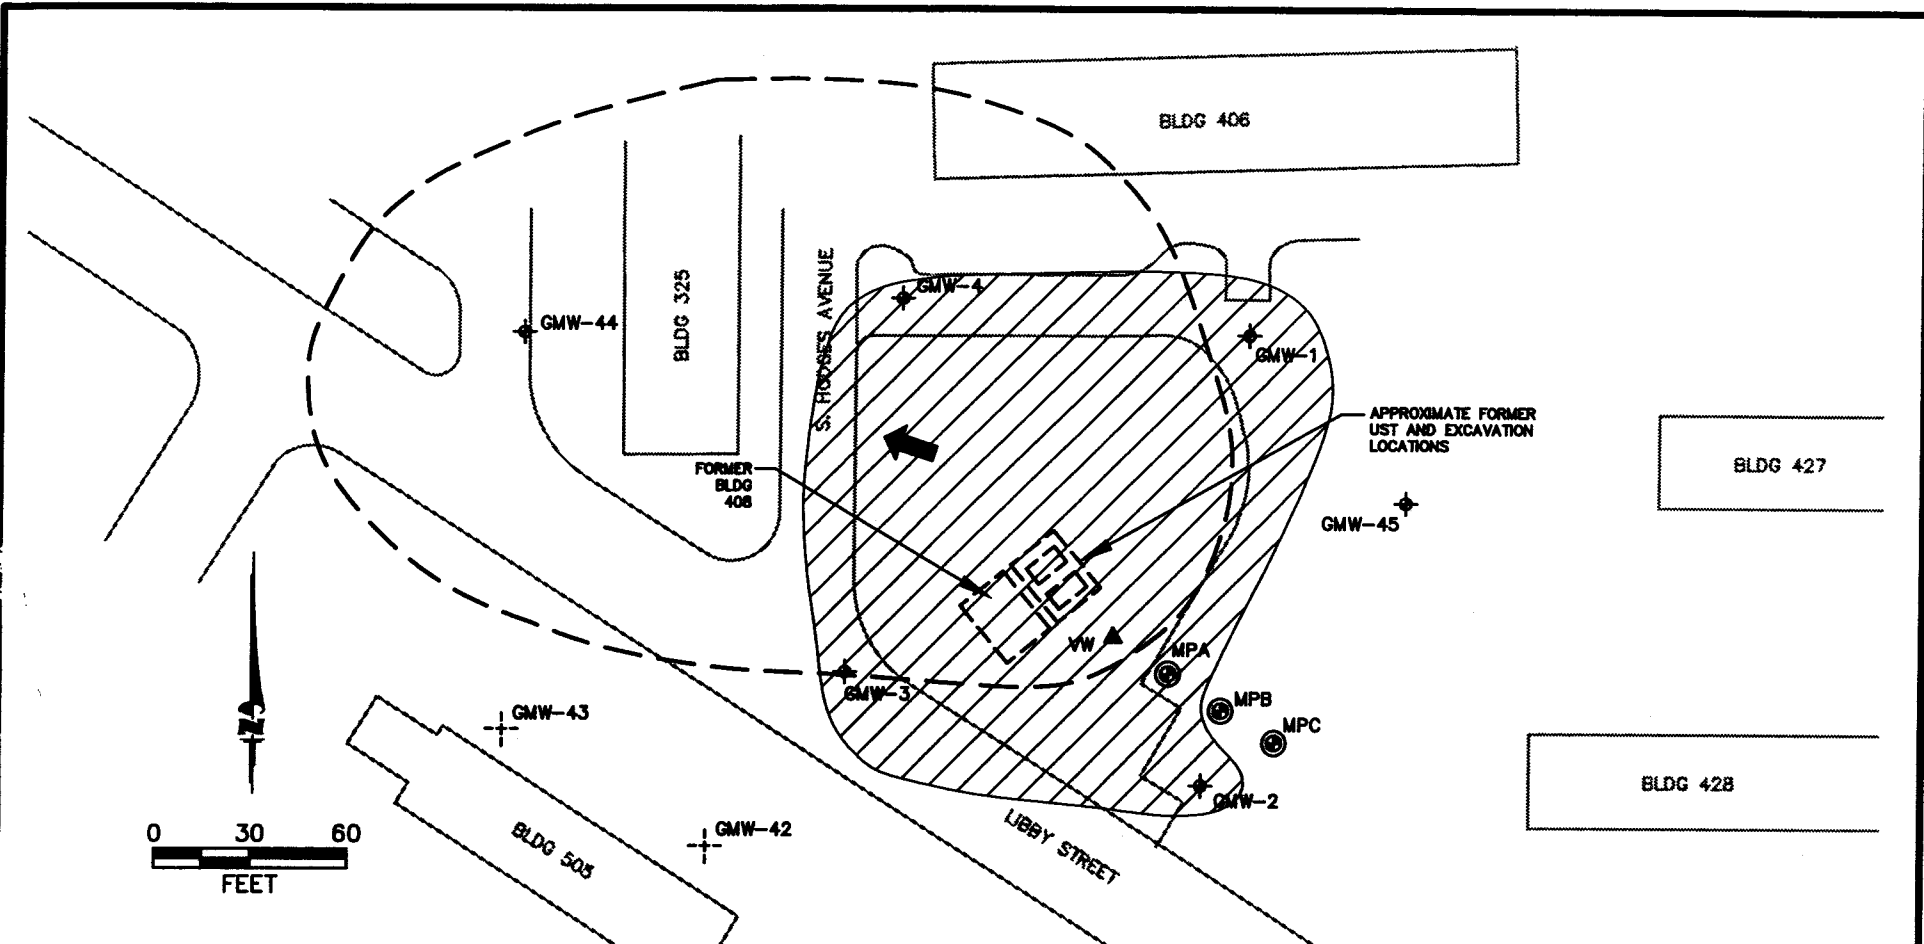 BLDG 406
S. HODGES AVENUE
BLDG 325
GMW-4
GMW-44
GMW-1
APPROXIMATE FORMER
UST AND EXCAVATION
LOCATIONS
BLDG 427
FORMER
BLDG
406
GMW-45
VW
MPA
GMW-3
MPB
GMW-43
MPC
BLDG 428
N
GMW-2
LIBBY STREET
GMW-42
BLDG 503
0 30 60
FEET